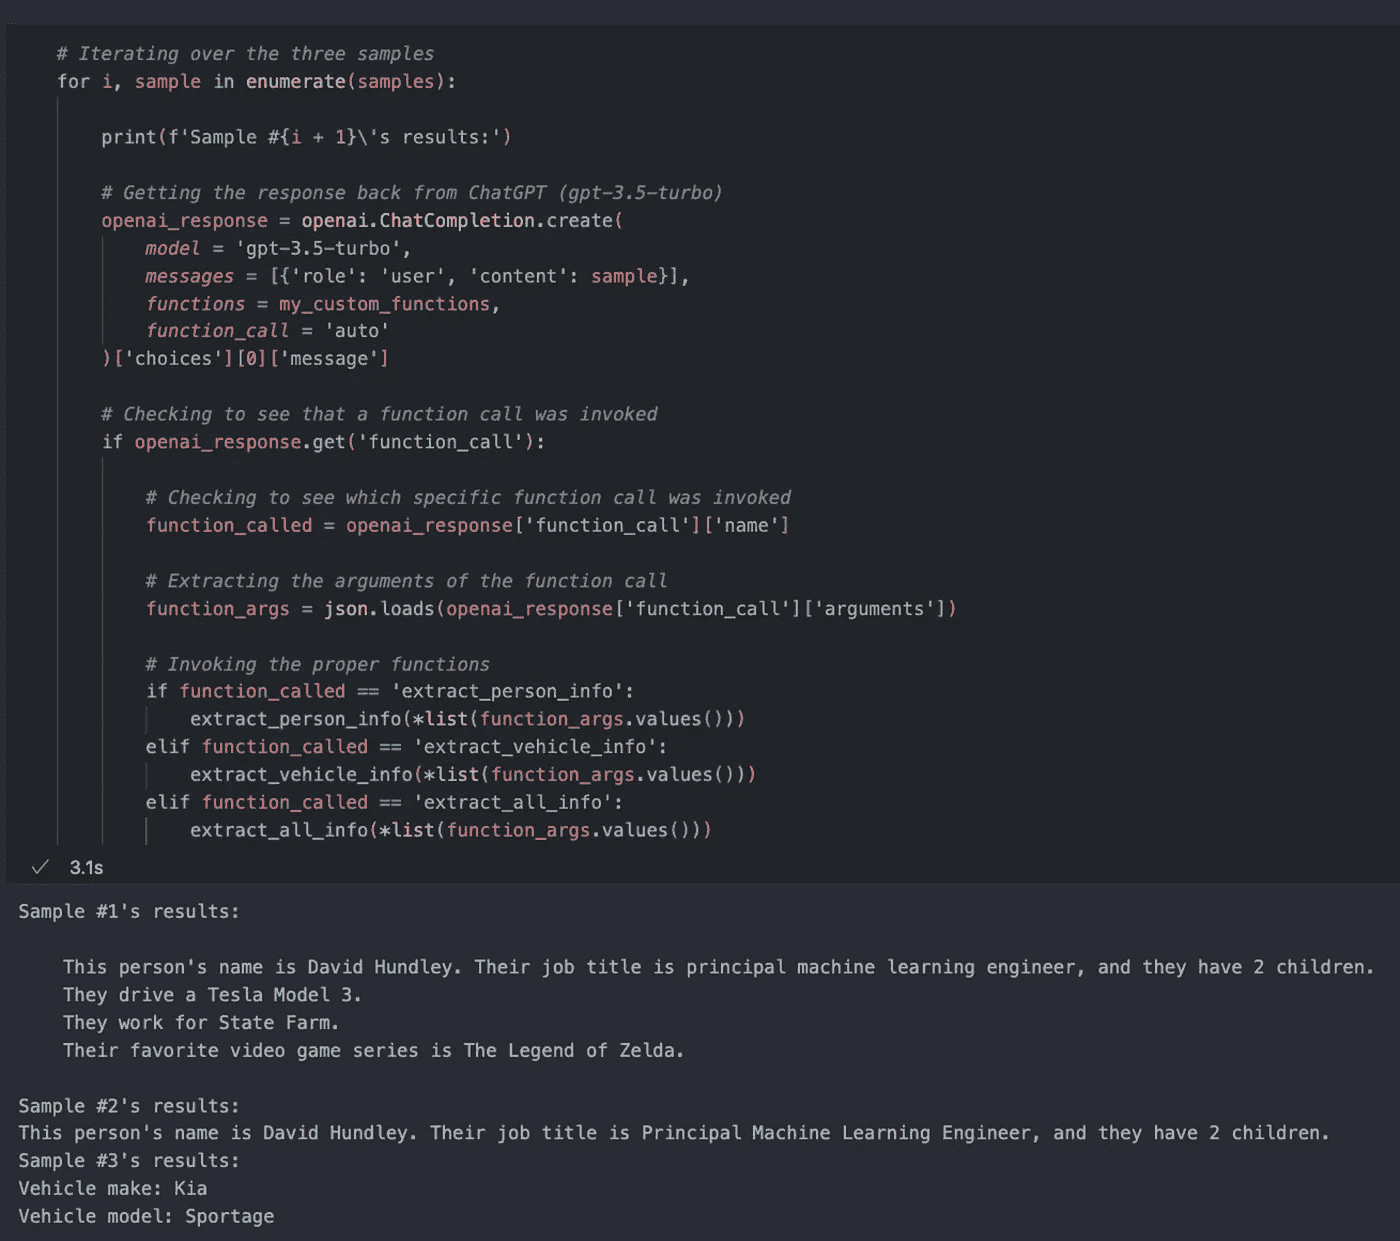 # Iterating over the three samples
for i, sample in enumerate(samples):
print(f'Sample #{i + 1}\'s results:')
# Getting the response back from ChatGPT (gpt-3.5-turbo)
openai_response = openai.ChatCompletion.create(
model = 'gpt-3.5-turbo',
messages = [{'role': 'user', 'content': sample}],
functions = my_custom_functions,
function_call = 'auto'
)['choices'][0]['message']
# Checking to see that a function call was invoked
if openai_response.get('function_call'):
# Checking to see which specific function call was invoked
function_called = openai_response['function_call']['name']
# Extracting the arguments of the function call
function_args = json.loads(openai_response['function_call']['arguments'])
# Invoking the proper functions
if function_called == 'extract_person_info':
extract_person_info(*list(function_args.values()))
elif function_called == 'extract_vehicle_info':
extract_vehicle_info(*list(function_args.values()))
elif function_called == 'extract_all_info':
extract_all_info(*list(function_args.values()))
✓ 3.1s
Sample #1's results:
This person's name is David Hundley. Their job title is principal machine learning engineer, and they have 2 children.
They drive a Tesla Model 3.
They work for State Farm.
Their favorite video game series is The Legend of Zelda.
Sample #2's results:
This person's name is David Hundley. Their job title is Principal Machine Learning Engineer, and they have 2 children.
Sample #3's results:
Vehicle make: Kia
Vehicle model: Sportage